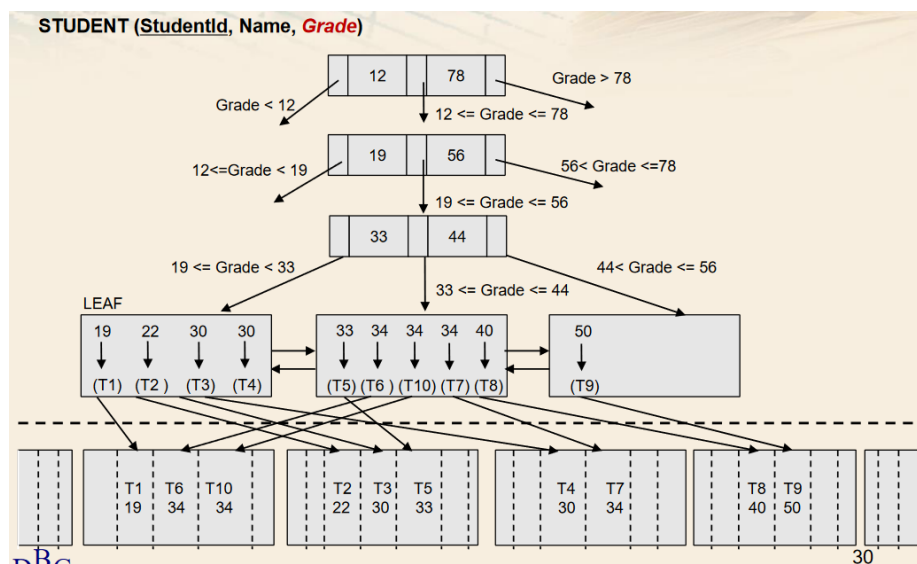 STUDENT (StudentId, Name, Grade)
12 78
Grade < 12
Grade > 78
12 <= Grade <= 78
19 56
12<=Grade < 19
56< Grade <=78
19 <= Grade <= 56
33 44
19 <= Grade < 33
44< Grade <= 56
33 <= Grade <= 44
LEAF
19 22 30 30
33 34 34 34 40
50
(T1) (T2 ) (T3) (T4)
(T5) (T6 ) (T10) (T7) (T8)
(T9)
T1 T6 T10
19 34 34
T2 T3 T5
22 30 33
T4 T7
30 34
T8 T9
40 50
30